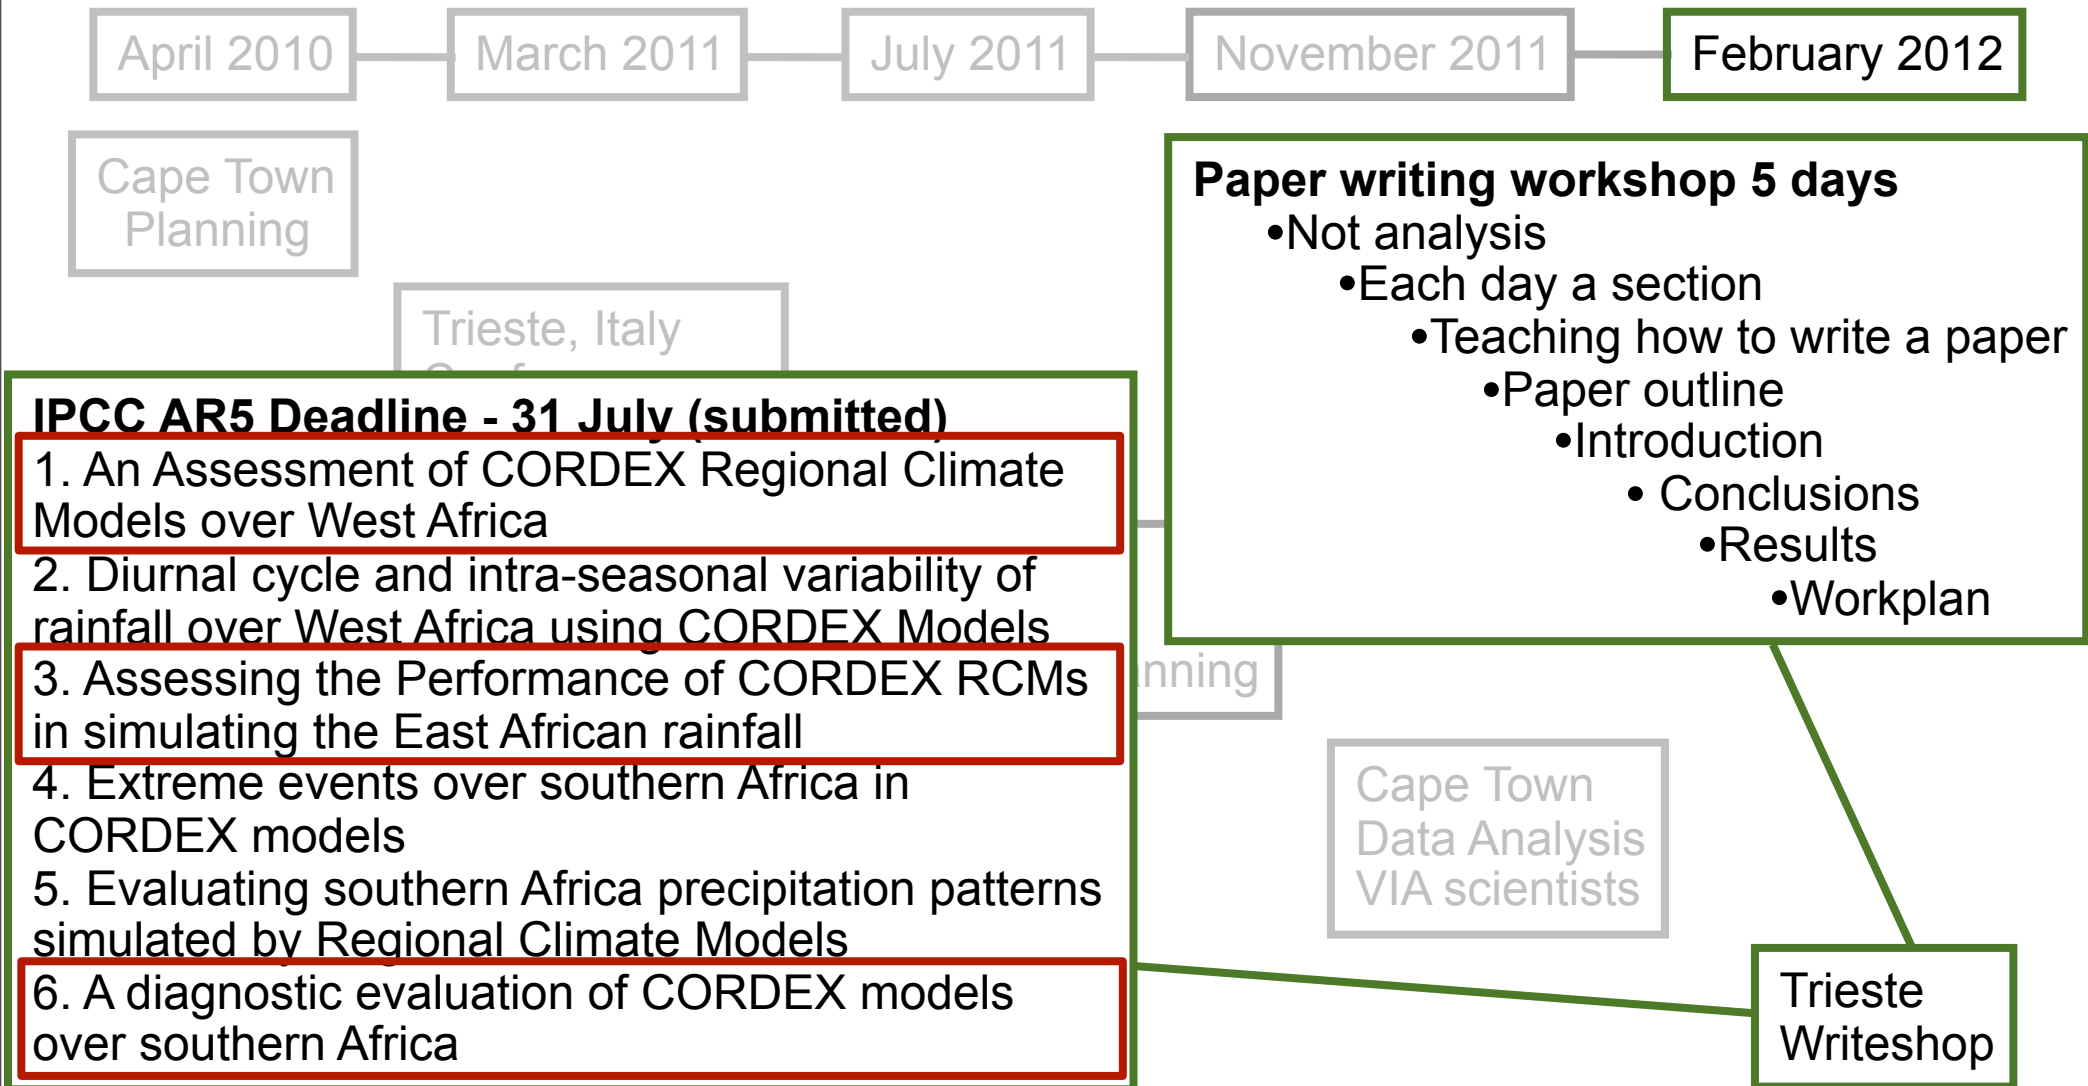 April 2010
March 2011
July 2011
November 2011
February 2012
Cape Town
Planning
Trieste, Italy
Paper writing workshop 5 days
•Not analysis
•Each day a section
•Teaching how to write a paper
•Paper outline
•Introduction
• Conclusions
•Results
•Workplan
IPCC AR5 Deadline - 31 July (submitted)
1. An Assessment of CORDEX Regional Climate
Models over West Africa
2. Diurnal cycle and intra-seasonal variability of
rainfall over West Africa using CORDEX Models
3. Assessing the Performance of CORDEX RCMs
in simulating the East African rainfall
4. Extreme events over southern Africa in
CORDEX models
5. Evaluating southern Africa precipitation patterns
simulated by Regional Climate Models
6. A diagnostic evaluation of CORDEX models
over southern Africa
nning
Cape Town
Data Analysis
VIA scientists
Trieste
Writeshop